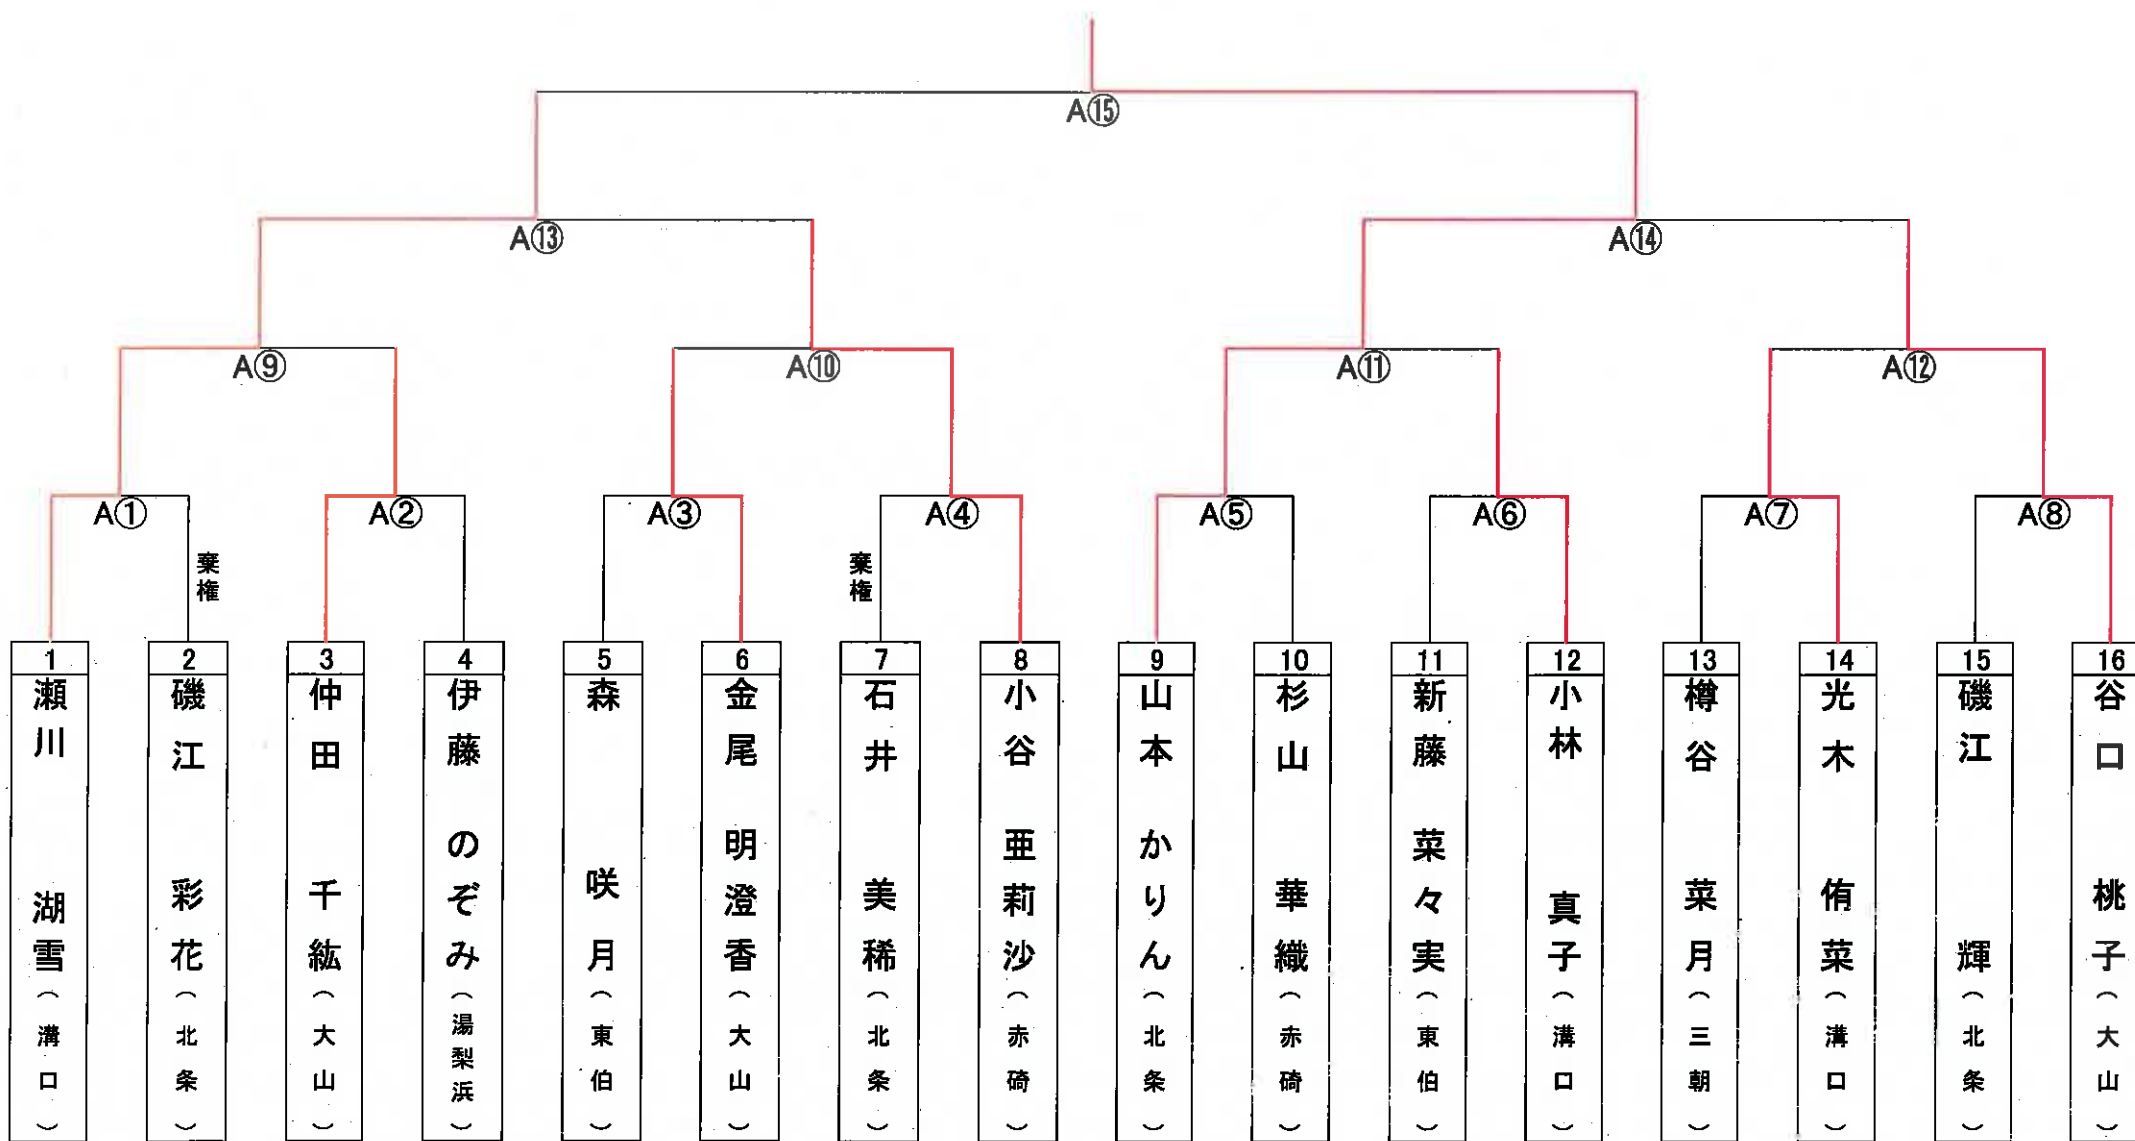 A⑮
A⑬
A⑭
A⑨
A⑩
A⑪
A⑫
A①
A②
A③
A④
A⑤
A⑥
A⑦
A⑧
棄権
棄権
1
瀬川 湖雪(溝口)
2
磯江 彩花(北条)
3
仲田 千紘(大山)
4
伊藤 のぞみ(湯梨浜)
5
森 咲月(東伯)
6
金尾 明澄香(大山)
7
石井 美稀(北条)
8
小谷 亜莉沙(赤碕)
9
山本 かりん(北条)
10
杉山 華織(赤碕)
11
新藤 菜々実(東伯)
12
小林 真子(溝口)
13
樽谷 菜月(三朝)
14
光木 侑菜(溝口)
15
磯江 輝(北条)
16
谷口 桃子(大山)